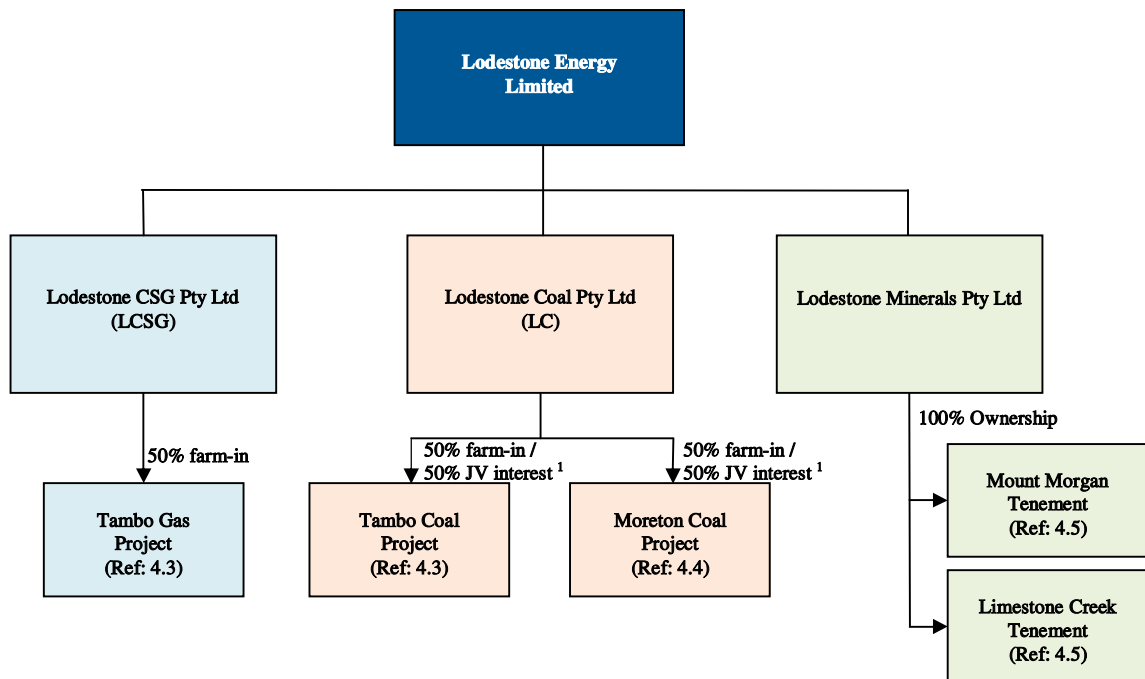 Lodestone Energy
Limited
Lodestone CSG Pty Ltd
(LCSG)
Lodestone Coal Pty Ltd
(LC)
Lodestone Minerals Pty Ltd
50% farm-in
50% farm-in /
50% JV interest ¹
50% farm-in /
50% JV interest ¹
100% Ownership
Tambo Gas
Project
(Ref: 4.3)
Tambo Coal
Project
(Ref: 4.3)
Moreton Coal
Project
(Ref: 4.4)
Mount Morgan
Tenement
(Ref: 4.5)
Limestone Creek
Tenement
(Ref: 4.5)